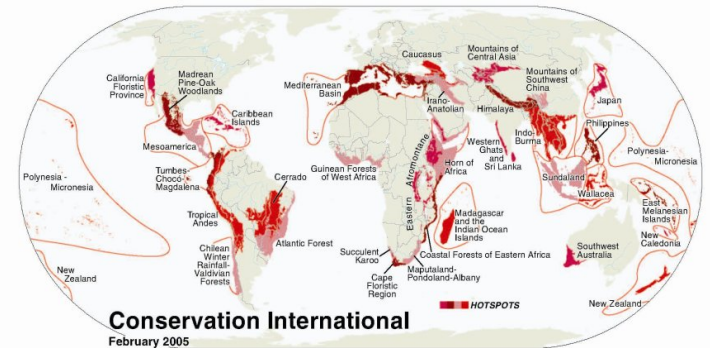 California
Floristic
Province
Madrean
Pine-Oak
Woodlands
Caribbean
Islands
Mesoamerica
Polynesia -
Micronesia
Tumbes-
Chocó-
Magdalena
Cerrado
Tropical
Andes
Atlantic Forest
Chilean
Winter
Rainfall-
Valdivian
Forests
New
Zealand
Caucasus
Mediterranean
Basin
Irano-
Anatolian
Mountains of
Central Asia
Mountains of
Southwest
China
Himalaya
Japan
Philippines
Indo-
Burma
Western
Ghats
and
Sri Lanka
Guinean Forests
of West Africa
Eastern Afromontane
Horn of
Africa
Sundaland
Wallacea
Polynesia-
Micronesia
East
Melanesian
Islands
New
Caledonia
Madagascar
and the
Indian Ocean
Islands
Coastal Forests of Eastern Africa
Succulent
Karoo
Cape
Floristic
Region
Maputaland-
Pondoland-Albany
Southwest
Australia
New Zealand
HOTSPOTS
Conservation International
February 2005